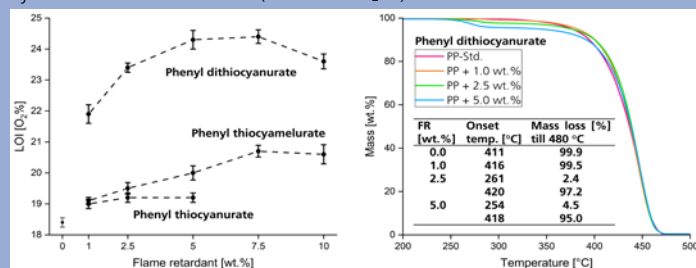 25
24
23
22
21
20
19
18
LOI [O₂%]
Phenyl dithiocyanurate
Phenyl thiocyamelurate
Phenyl thiocyanurate
0 1 2.5 5 7.5 10
Flame retardant [wt.%]
100
80
60
40
20
0
Mass [wt.%]
Phenyl dithiocyanurate
PP-Std.
PP + 1.0 wt.%
PP + 2.5 wt.%
PP + 5.0 wt.%
FR Onset Mass loss [%]
[wt.%] temp. [°C] till 480 °C
0.0 411 99.9
1.0 416 99.5
2.5 261 2.4
420 97.2
5.0 254 4.5
418 95.0
200 250 300 350 400 450 500
Temperature [°C]